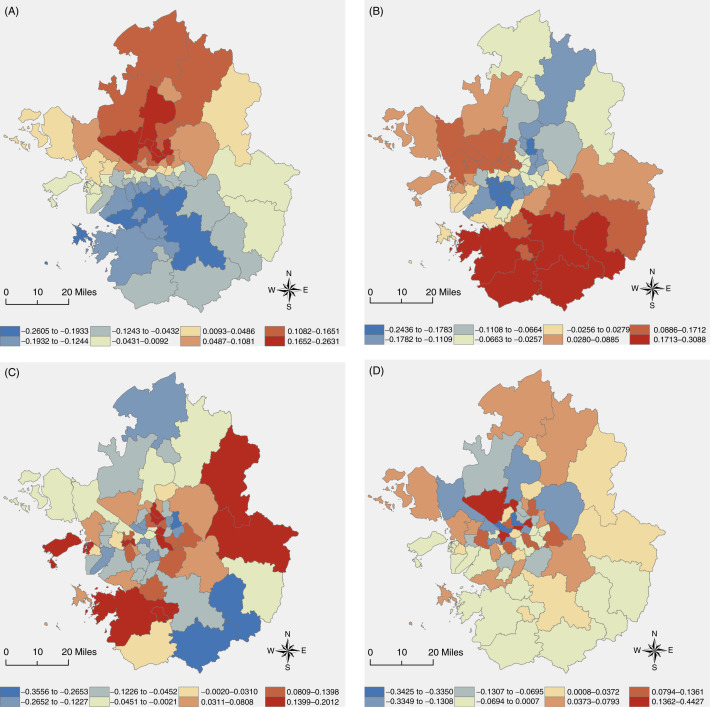 (A)
N
W E
S
0 10 20 Miles
−0.2605 to −0.1933 −0.1243 to −0.0432 0.0093–0.0486 0.1082–0.1651
−0.1932 to −0.1244 −0.0431–0.0092 0.0487–0.1081 0.1652–0.2631
(B)
N
W E
S
0 10 20 Miles
−0.2436 to −0.1783 −0.1108 to −0.0664 −0.0256 to 0.0279 0.0886–0.1712
−0.1782 to −0.1109 −0.0663 to −0.0257 0.0280–0.0885 0.1713–0.3088
(C)
N
W E
S
0 10 20 Miles
−0.3556 to −0.2653 −0.1226 to −0.0452 −0.0020–0.0310 0.0809–0.1398
−0.2652 to −0.1227 −0.0451 to −0.0021 0.0311–0.0808 0.1399–0.2012
(D)
N
W E
S
0 10 20 Miles
−0.3425 to −0.3350 −0.1307 to −0.0695 0.0008–0.0372 0.0794–0.1361
−0.3349 to −0.1308 −0.0694 to 0.0007 0.0373–0.0793 0.1362–0.4427